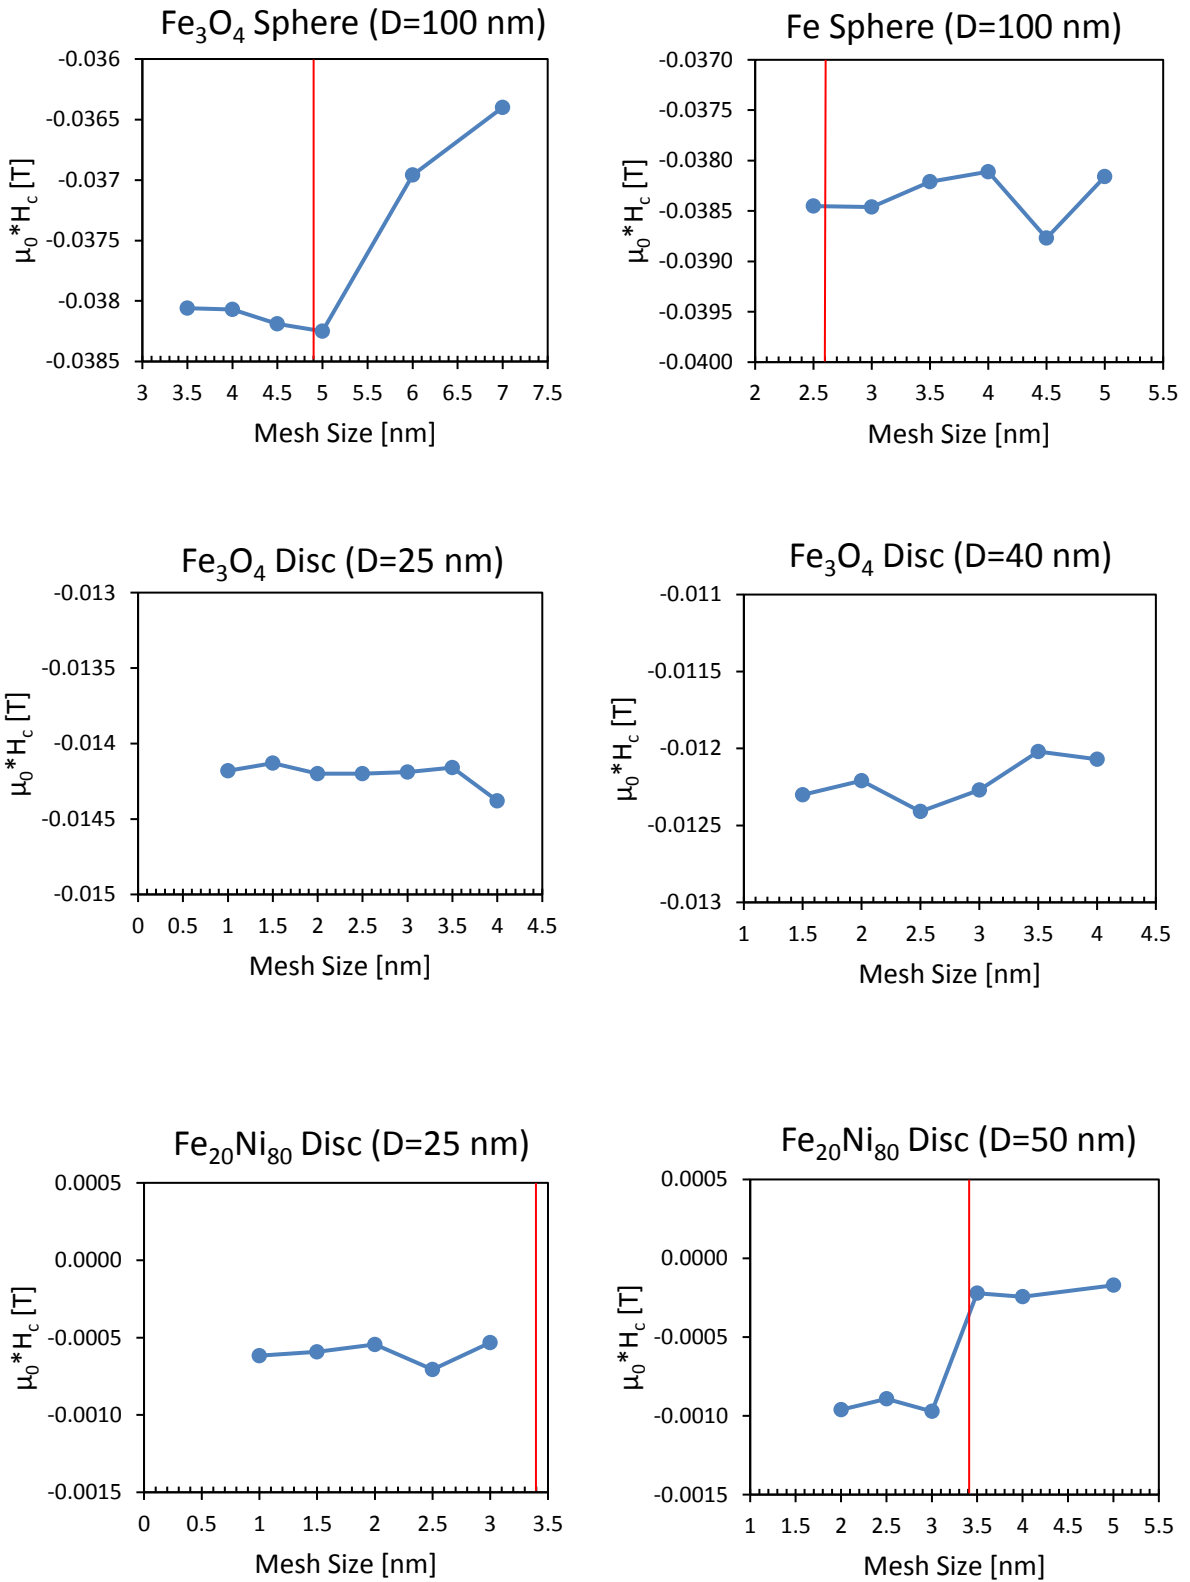 Fe₃O₄ Sphere (D=100 nm)
-0.036
-0.0365
-0.037
-0.0375
-0.038
-0.0385
μ₀*H꜀ [T]
3 3.5 4 4.5 5 5.5 6 6.5 7 7.5
Mesh Size [nm]
Fe Sphere (D=100 nm)
-0.0370
-0.0375
-0.0380
-0.0385
-0.0390
-0.0395
-0.0400
μ₀*H꜀ [T]
2 2.5 3 3.5 4 4.5 5 5.5
Mesh Size [nm]
Fe₃O₄ Disc (D=25 nm)
-0.013
-0.0135
-0.014
-0.0145
-0.015
μ₀*H꜀ [T]
0 0.5 1 1.5 2 2.5 3 3.5 4 4.5
Mesh Size [nm]
Fe₃O₄ Disc (D=40 nm)
-0.011
-0.0115
-0.012
-0.0125
-0.013
μ₀*H꜀ [T]
1 1.5 2 2.5 3 3.5 4 4.5
Mesh Size [nm]
Fe₂₀Ni₈₀ Disc (D=25 nm)
0.0005
0.0000
-0.0005
-0.0010
-0.0015
μ₀*H꜀ [T]
0 0.5 1 1.5 2 2.5 3 3.5
Mesh Size [nm]
Fe₂₀Ni₈₀ Disc (D=50 nm)
0.0005
0.0000
-0.0005
-0.0010
-0.0015
μ₀*H꜀ [T]
1 1.5 2 2.5 3 3.5 4 4.5 5 5.5
Mesh Size [nm]